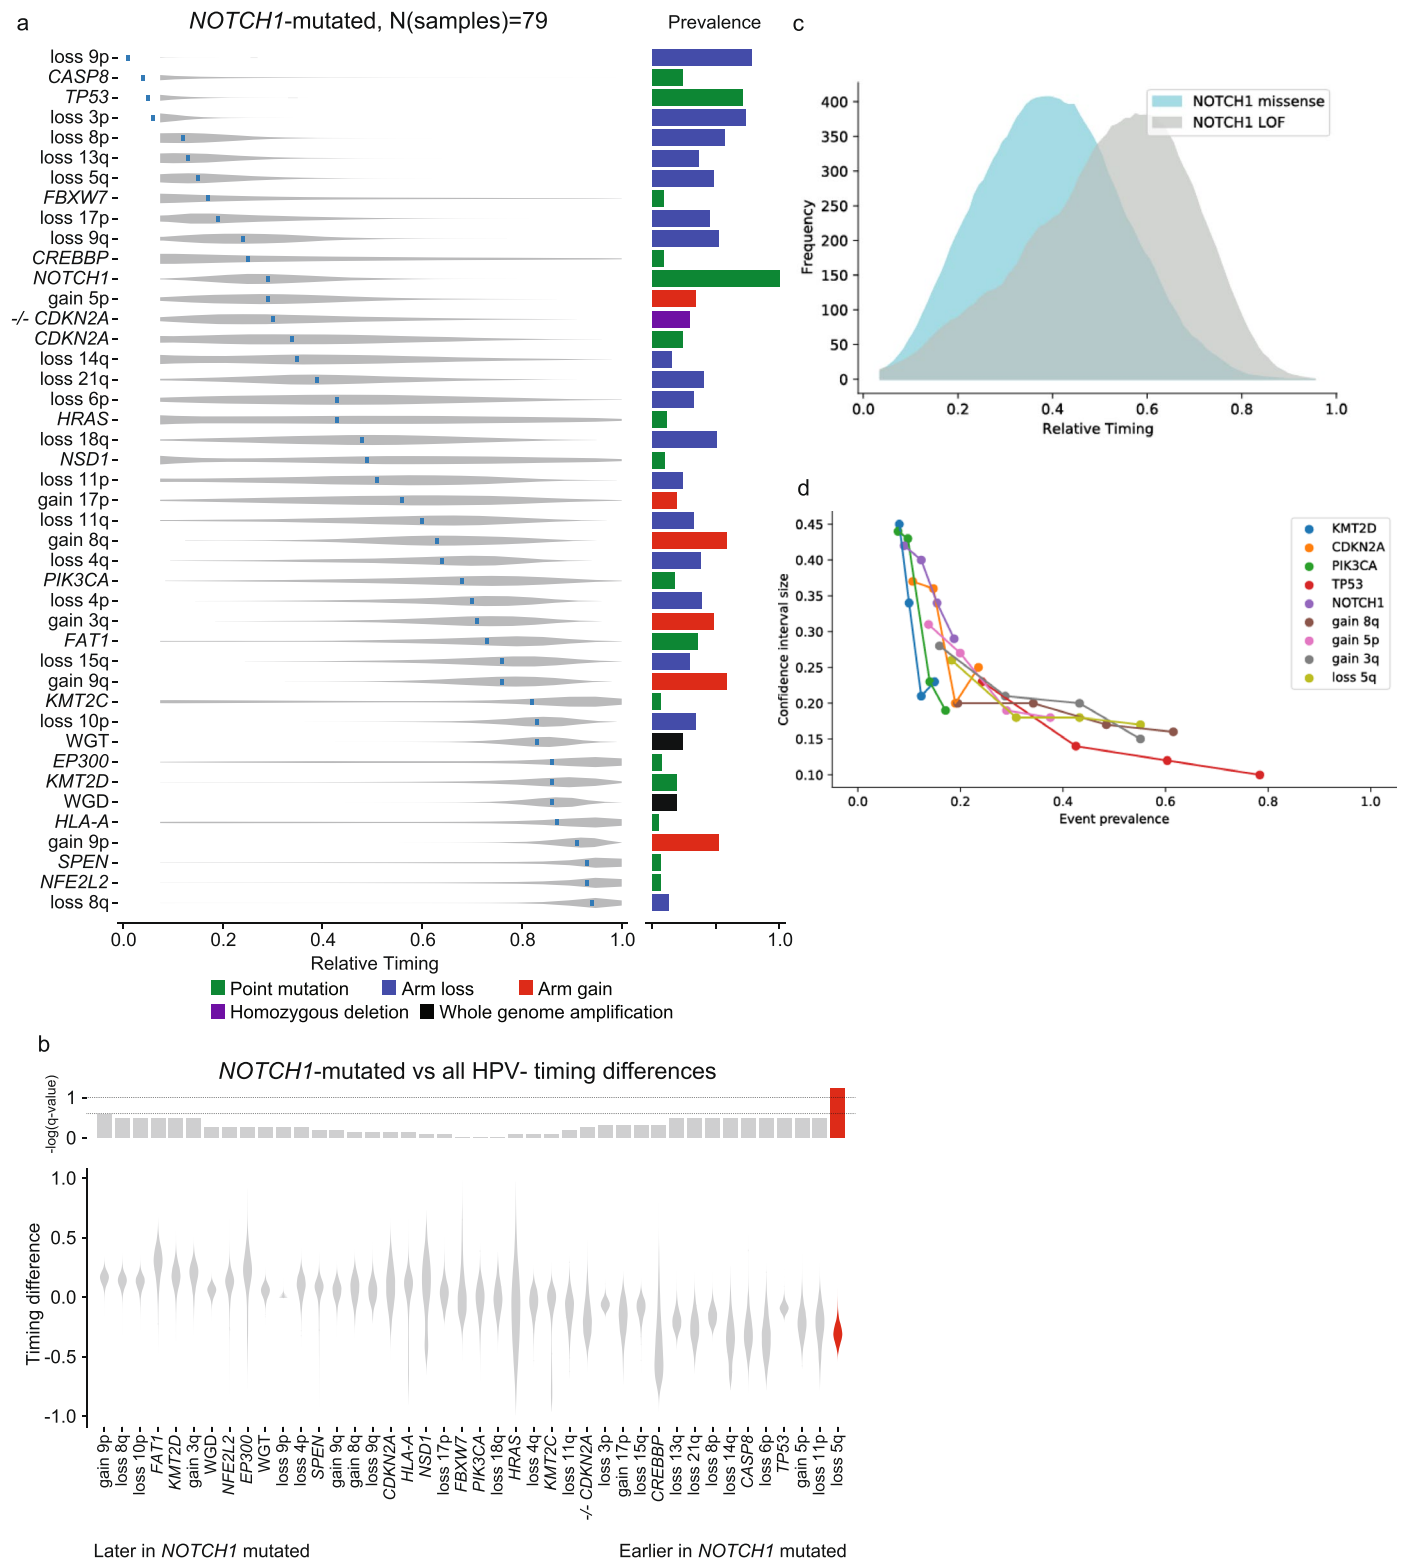 a
NOTCH1-mutated, N(samples)=79
Prevalence
loss 9p
CASP8
TP53
loss 3p
loss 8p
loss 13q
loss 5q
FBXW7
loss 17p
loss 9q
CREBBP
NOTCH1
gain 5p
-/- CDKN2A
CDKN2A
loss 14q
loss 21q
loss 6p
HRAS
loss 18q
NSD1
loss 11p
gain 17p
loss 11q
gain 8q
loss 4q
PIK3CA
loss 4p
gain 3q
FAT1
loss 15q
gain 9q
KMT2C
loss 10p
WGT
EP300
KMT2D
WGD
HLA-A
gain 9p
SPEN
NFE2L2
loss 8q
0.0 0.2 0.4 0.6 0.8 1.0
1.0
Relative Timing
Point mutation
Arm loss
Arm gain
Homozygous deletion
Whole genome amplification
b
NOTCH1-mutated vs all HPV- timing differences
-log(q-value)
1
0
Timing difference
1.0
0.5
0.0
-0.5
-1.0
gain 9p
loss 8q
loss 10p
FAT1
KMT2D
gain 3q
WGD
NFE2L2
EP300
WGT
loss 9p
loss 4p
SPEN
gain 9q
gain 8q
loss 9q
CDKN2A
HLA-A
NSD1
loss 17p
FBXW7
PIK3CA
loss 18q
HRAS
loss 4q
KMT2C
loss 11q
-/- CDKN2A
loss 3p
gain 17p
loss 15q
CREBBP
loss 13q
loss 21q
loss 8p
loss 14q
CASP8
loss 6p
TP53
gain 5p
loss 11p
loss 5q
Later in NOTCH1 mutated
Earlier in NOTCH1 mutated
c
NOTCH1 missense
NOTCH1 LOF
Frequency
400
350
300
250
200
150
100
50
0
0.0 0.2 0.4 0.6 0.8 1.0
Relative Timing
d
KMT2D
CDKN2A
PIK3CA
TP53
NOTCH1
gain 8q
gain 5p
gain 3q
loss 5q
Confidence interval size
0.45
0.40
0.35
0.30
0.25
0.20
0.15
0.10
0.0 0.2 0.4 0.6 0.8 1.0
Event prevalence